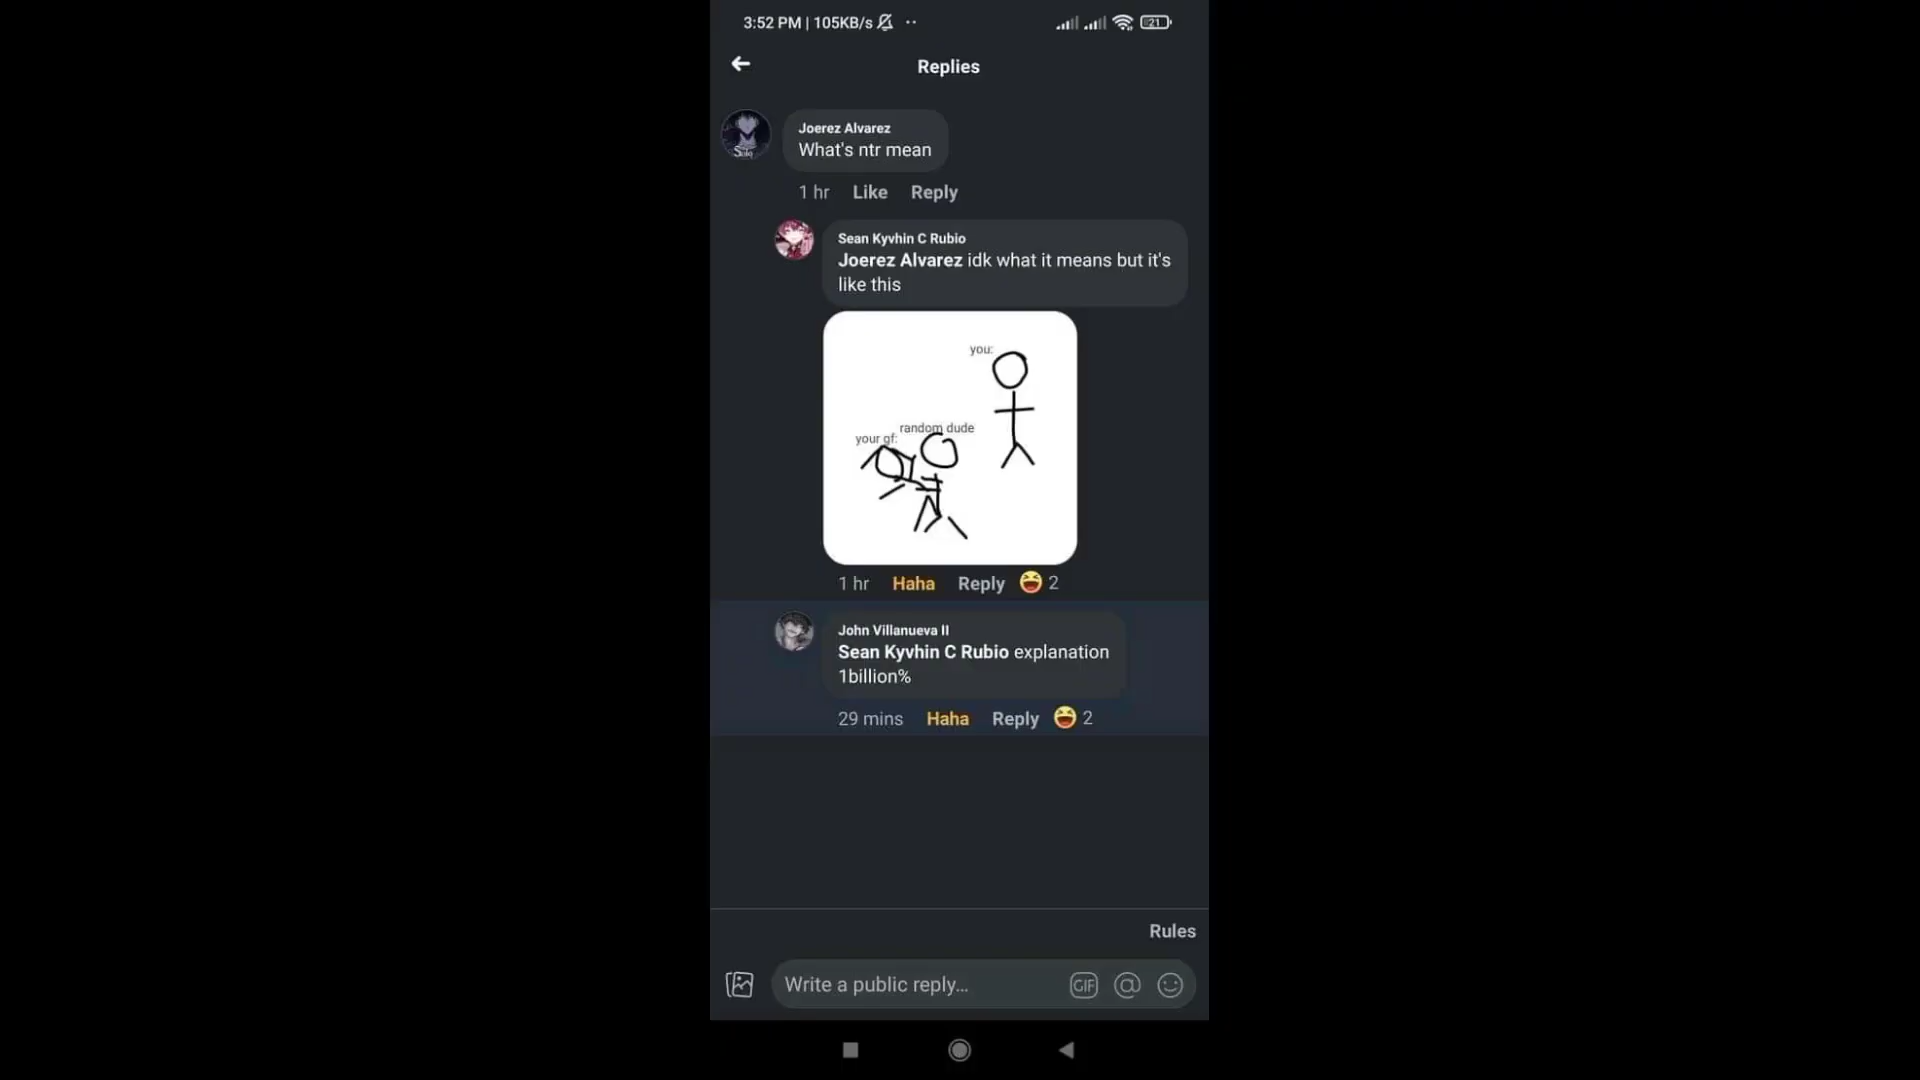 3:52 PM | 105KB/s
21
Replies
Joerez Alvarez
What's ntr mean
1 hr Like Reply
Sean Kyvhin C Rubio
Joerez Alvarez idk what it means but it's
like this
you:
random dude
your gf:
1 hr Haha Reply 2
John Villanueva II
Sean Kyvhin C Rubio explanation
1billion%
29 mins Haha Reply 2
Rules
Write a public reply...
GIF